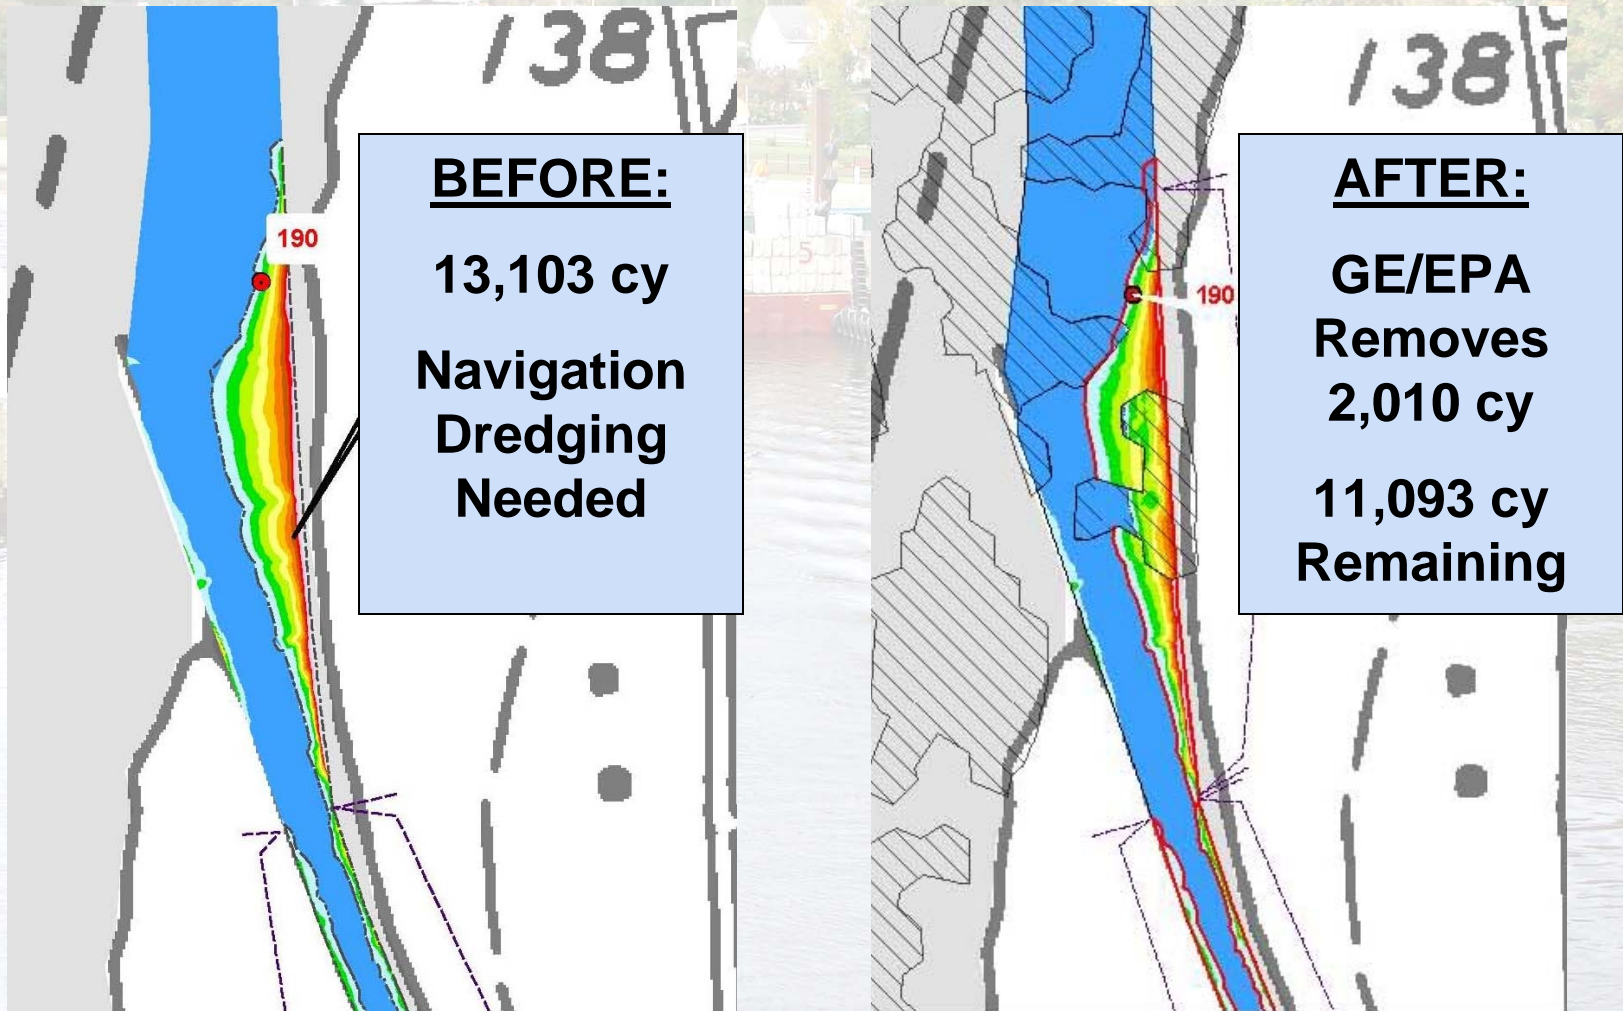 138
190
BEFORE:
13,103 cy
Navigation
Dredging
Needed
138
190
AFTER:
GE/EPA
Removes
2,010 cy
11,093 cy
Remaining
5